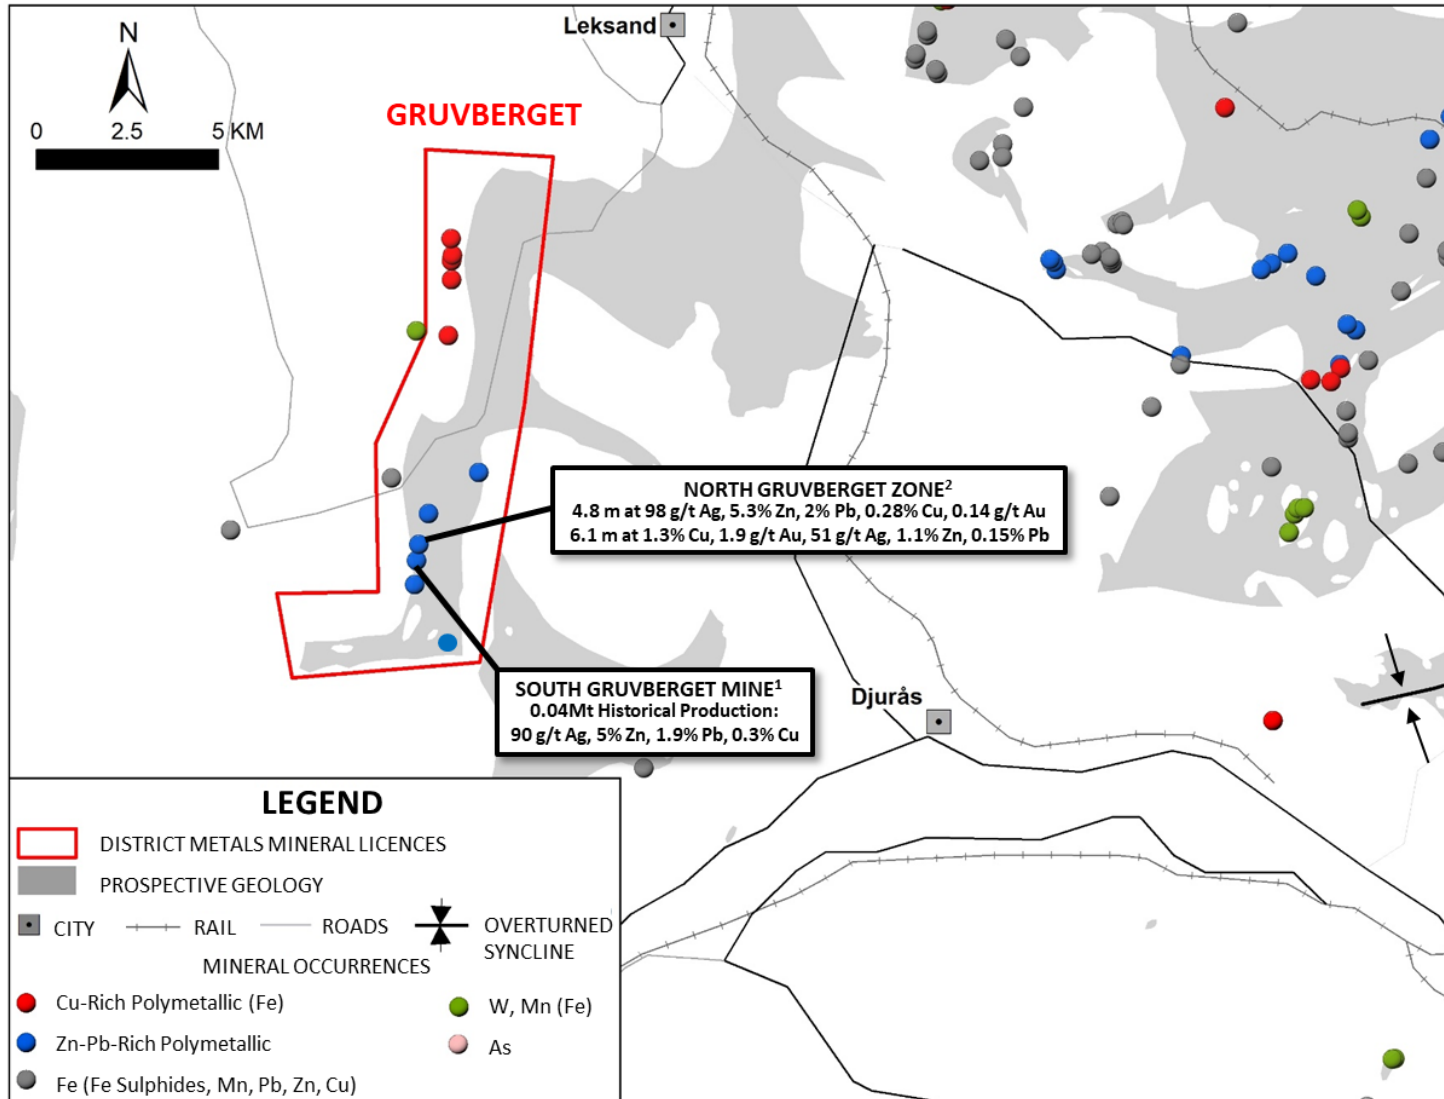 Leksand
N
0 2.5 5 KM
GRUVBERGET
NORTH GRUVBERGET ZONE²
4.8 m at 98 g/t Ag, 5.3% Zn, 2% Pb, 0.28% Cu, 0.14 g/t Au
6.1 m at 1.3% Cu, 1.9 g/t Au, 51 g/t Ag, 1.1% Zn, 0.15% Pb
SOUTH GRUVBERGET MINE¹
0.04Mt Historical Production:
90 g/t Ag, 5% Zn, 1.9% Pb, 0.3% Cu
Djurås
LEGEND
DISTRICT METALS MINERAL LICENCES
PROSPECTIVE GEOLOGY
CITY RAIL ROADS OVERTURNED
SYNCLINE
MINERAL OCCURRENCES
Cu-Rich Polymetallic (Fe)
W, Mn (Fe)
Zn-Pb-Rich Polymetallic
As
Fe (Fe Sulphides, Mn, Pb, Zn, Cu)